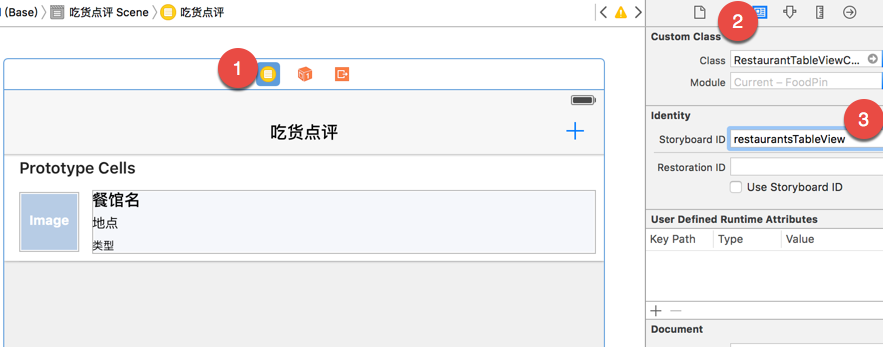 (Base) 〉 吃货点评 Scene 〉 吃货点评
1
2
Custom Class
Class RestaurantTableViewC...
Module Current – FoodPin
吃货点评
Identity
3
Storyboard ID restaurantsTableView
Prototype Cells
Restoration ID
Use Storyboard ID
Image
餐馆名
地点
类型
User Defined Runtime Attributes
Key Path Type Value
Document